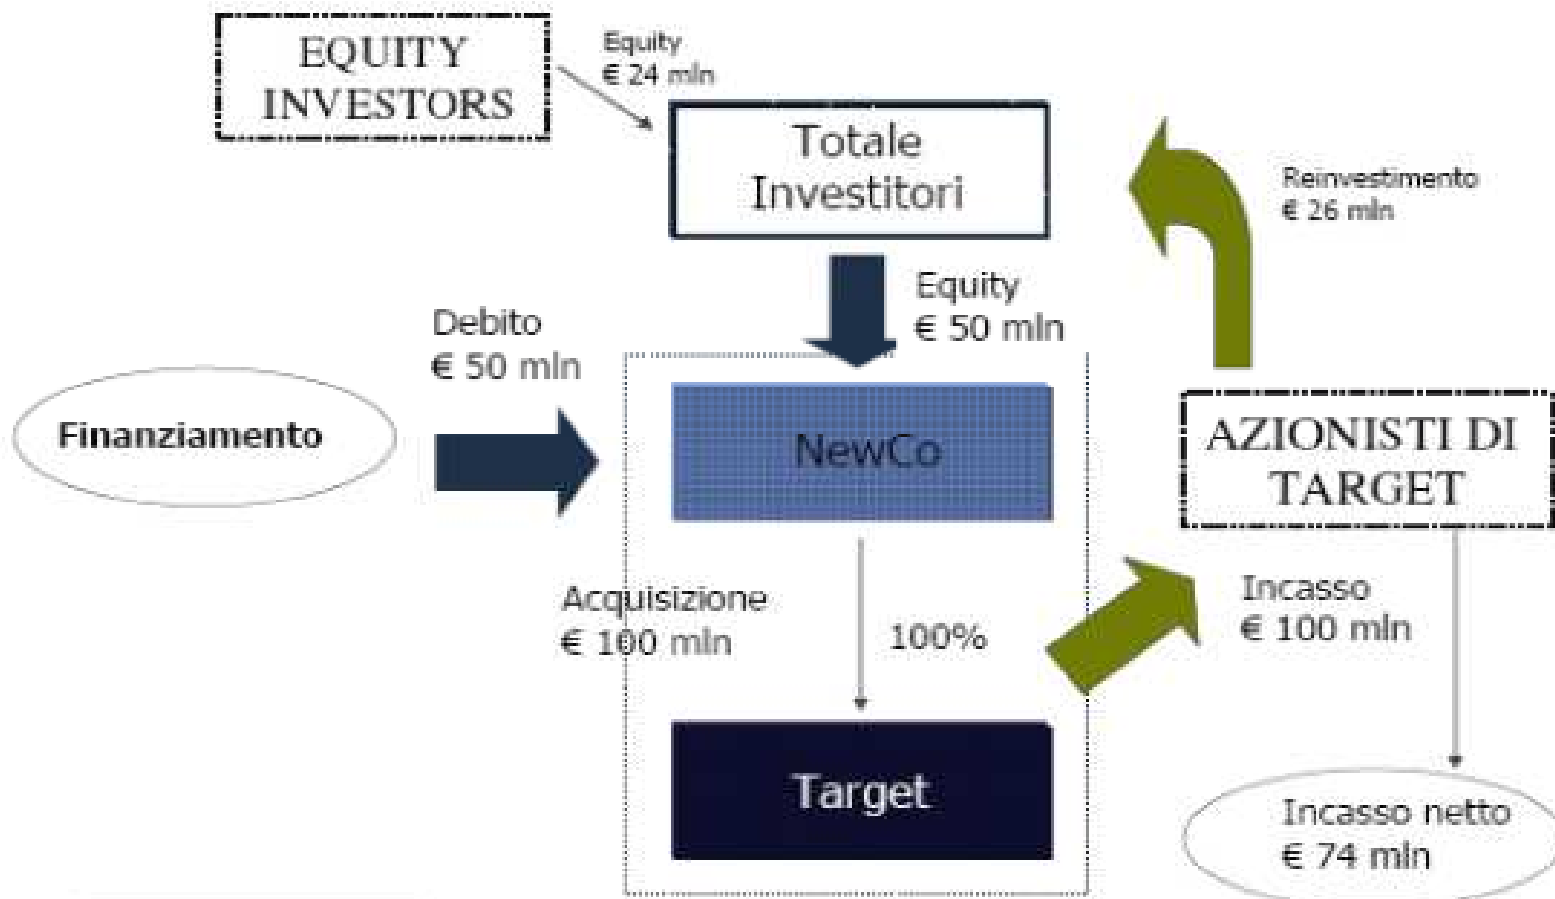 EQUITY
INVESTORS
Equity
€ 24 mln
Totale
Investitori
Reinvestimento
€ 26 mln
Equity
€ 50 mln
Debito
€ 50 mln
Finanziamento
NewCo
AZIONISTI DI
TARGET
Acquisizione
€ 100 mln
100%
Incasso
€ 100 mln
Target
Incasso netto
€ 74 mln